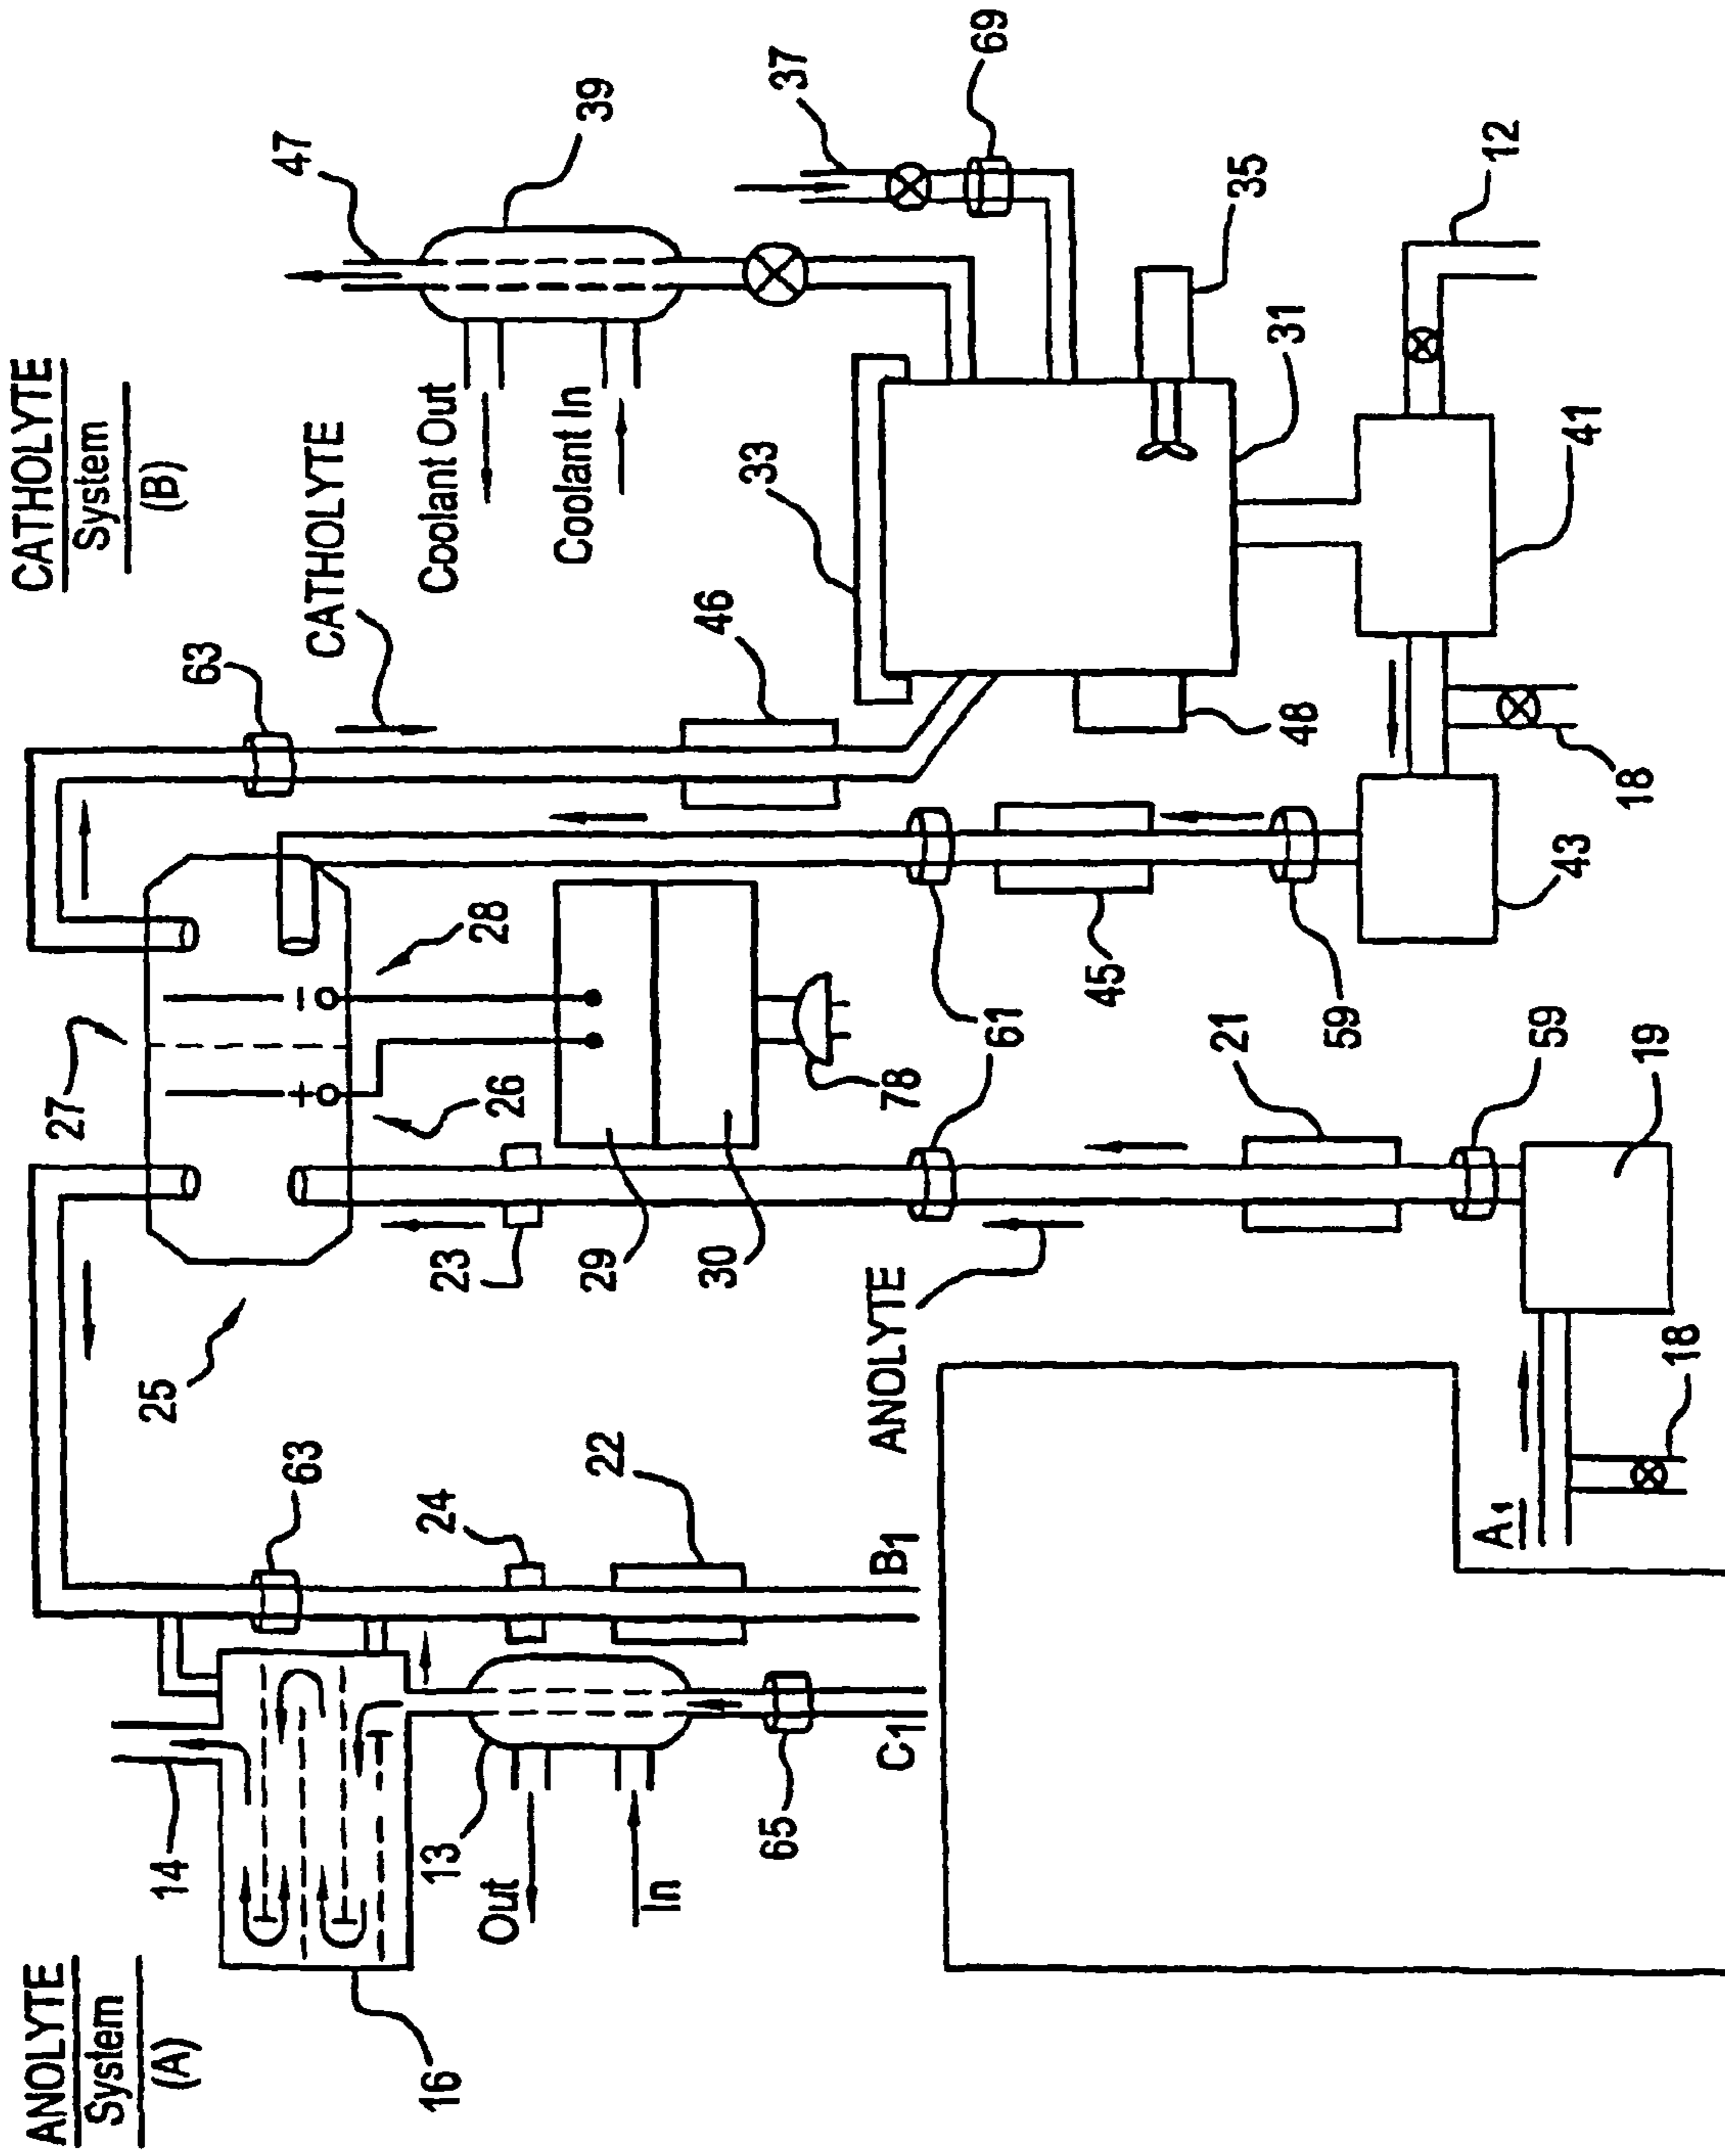 ANOLYTE
System
(A)
CATHOLYTE
System
(B)
14
63
25
27
63
47
39
CATHOLYTE
Coolant Out
Coolant In
37
69
16
13
Out
In
24
22
23
26
28
46
33
65
29
30
78
35
C1
B1
ANOLYTE
61
45
48
31
21
59
12
A1
18
59
19
43
18
41